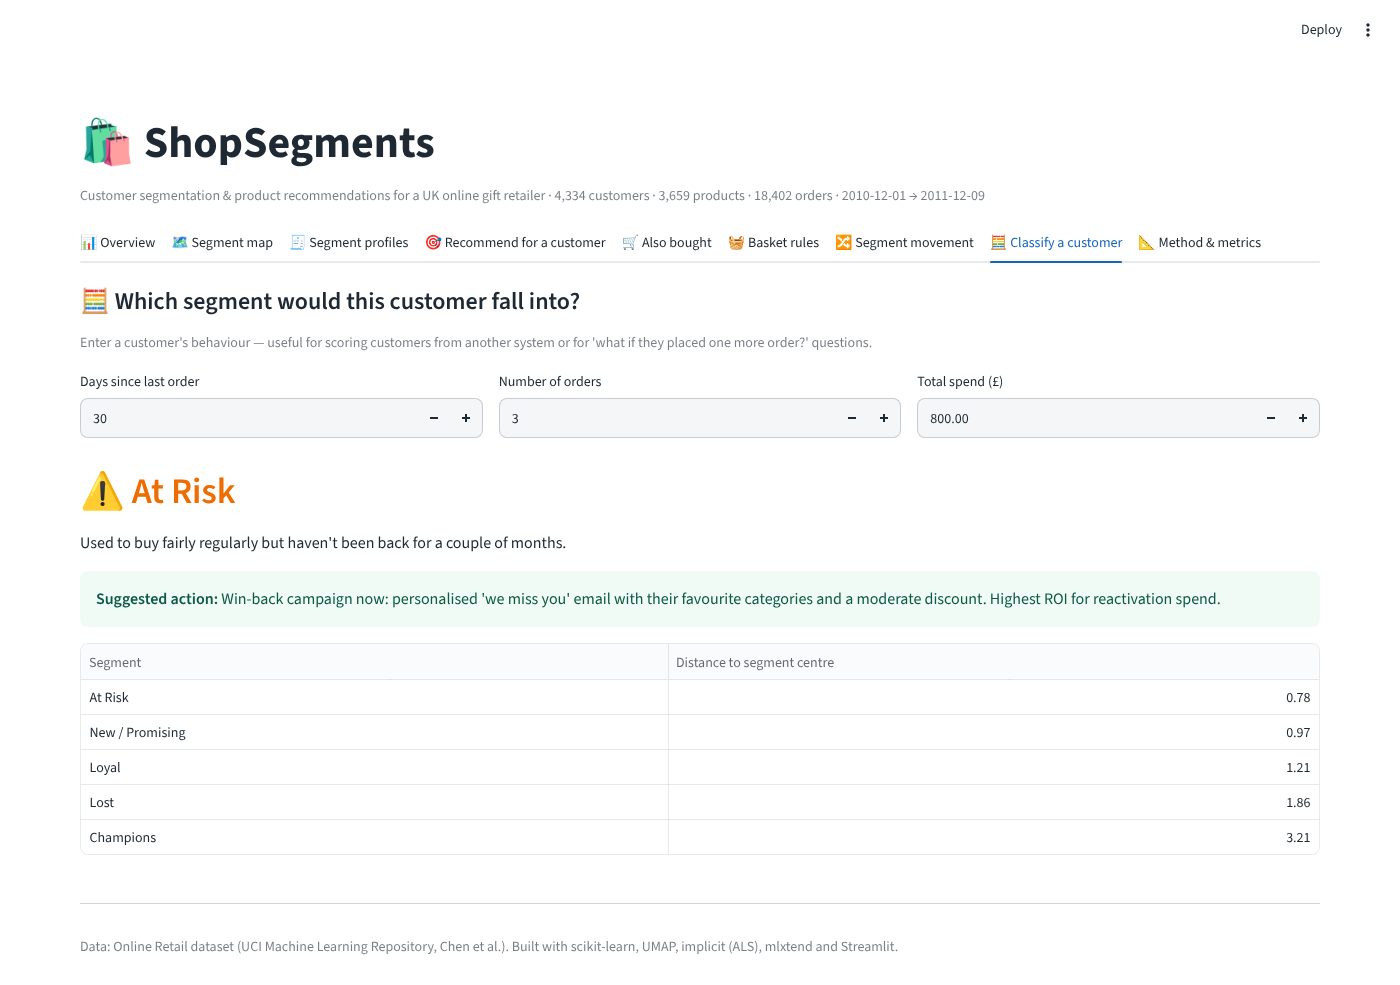 Deploy
ShopSegments
Customer segmentation & product recommendations for a UK online gift retailer · 4,334 customers · 3,659 products · 18,402 orders · 2010-12-01 → 2011-12-09
Overview Segment map Segment profiles Recommend for a customer Also bought Basket rules Segment movement Classify a customer Method & metrics
Which segment would this customer fall into?
Enter a customer's behaviour — useful for scoring customers from another system or for 'what if they placed one more order?' questions.
Days since last order Number of orders Total spend (£)
30 3 800.00
At Risk
Used to buy fairly regularly but haven't been back for a couple of months.
Suggested action: Win-back campaign now: personalised 'we miss you' email with their favourite categories and a moderate discount. Highest ROI for reactivation spend.
Segment Distance to segment centre
At Risk 0.78
New / Promising 0.97
Loyal 1.21
Lost 1.86
Champions 3.21
Data: Online Retail dataset (UCI Machine Learning Repository, Chen et al.). Built with scikit-learn, UMAP, implicit (ALS), mlxtend and Streamlit.